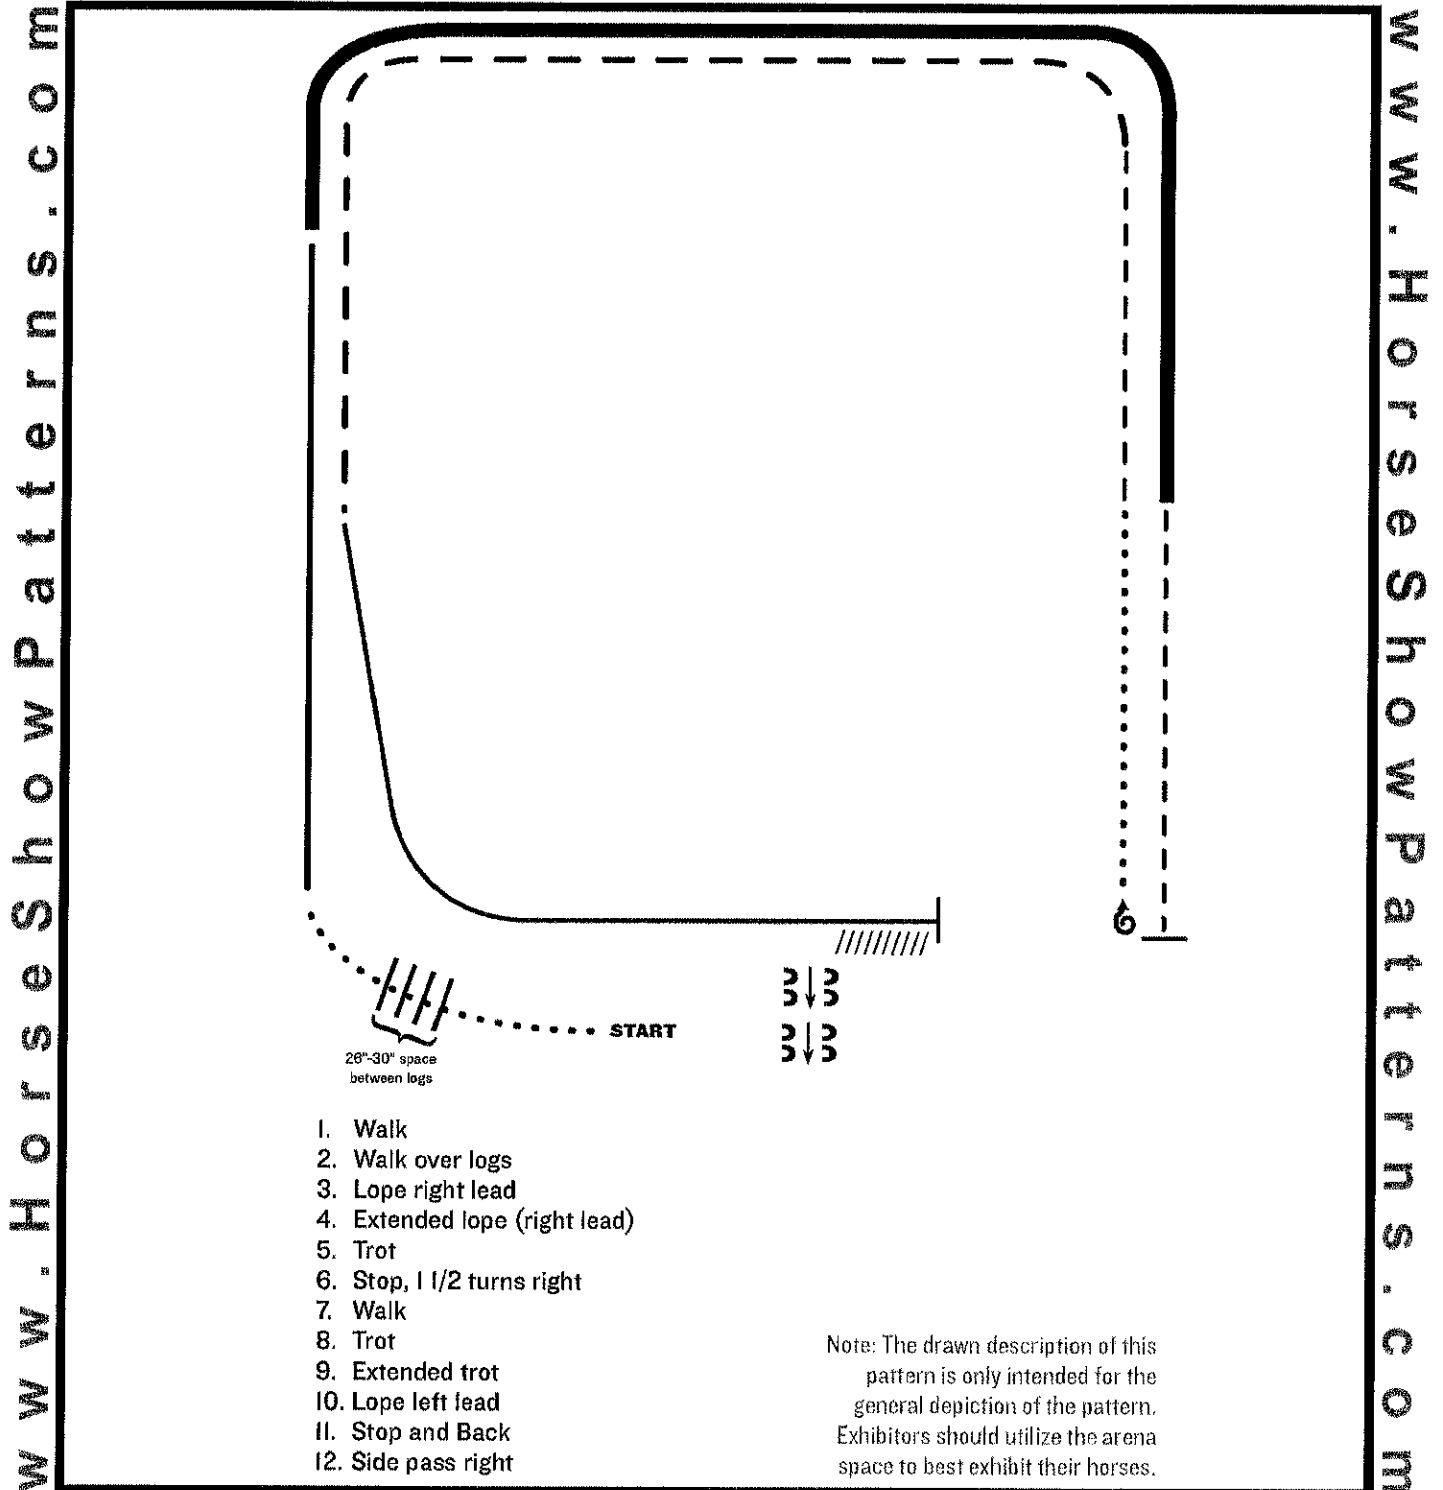 www.HorseShowPatterns.com
START
26"-30" space
between logs
1. Walk
2. Walk over logs
3. Lope right lead
4. Extended lope (right lead)
5. Trot
6. Stop, 1 1/2 turns right
7. Walk
8. Trot
9. Extended trot
10. Lope left lead
11. Stop and Back
12. Side pass right
Note: The drawn description of this
pattern is only intended for the
general depiction of the pattern.
Exhibitors should utilize the arena
space to best exhibit their horses.
www.HorseShowPatterns.com